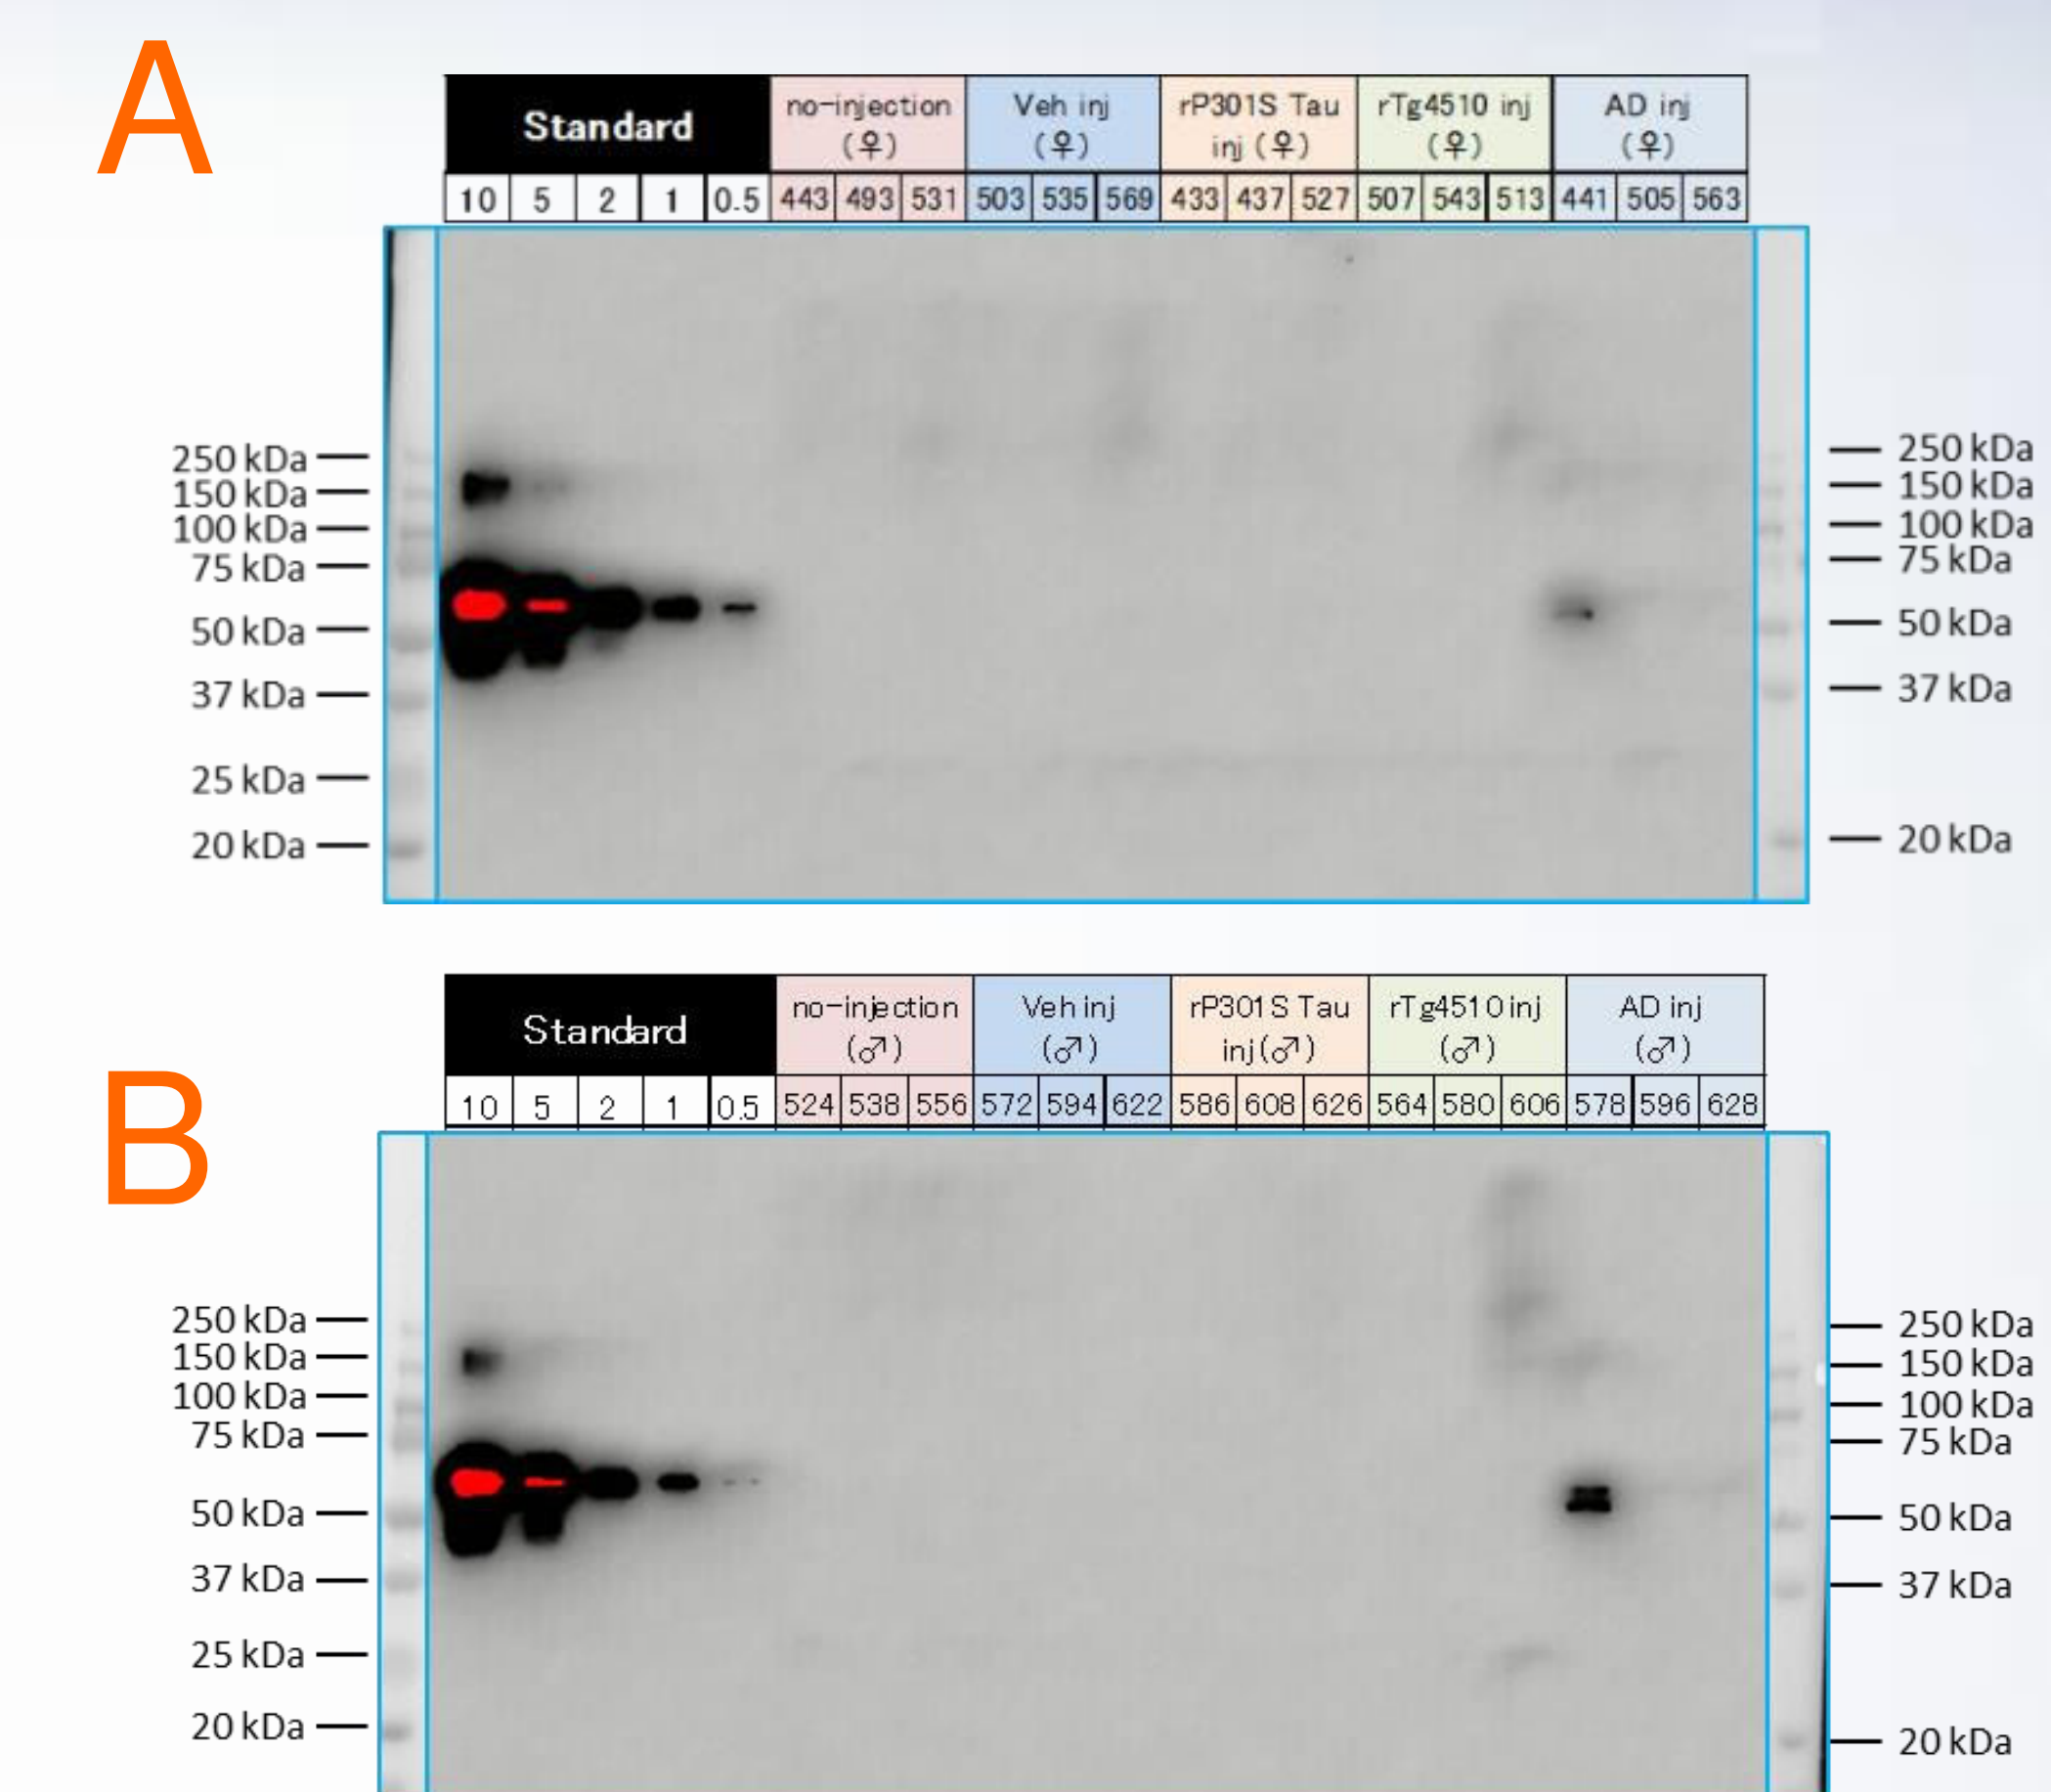 A
Standard
no-injection
(♀)
Veh inj
(♀)
rP301S Tau
inj (♀)
rTg4510 inj
(♀)
AD inj
(♀)
10 5 2 1 0.5 443 493 531 503 535 569 433 437 527 507 543 513 441 505 563
250 kDa
150 kDa
100 kDa
75 kDa
50 kDa
37 kDa
25 kDa
20 kDa
250 kDa
150 kDa
100 kDa
75 kDa
50 kDa
37 kDa
20 kDa
B
Standard
no-injection
(♂)
Veh inj
(♂)
rP301S Tau
inj(♂)
rTg4510 inj
(♂)
AD inj
(♂)
10 5 2 1 0.5 524 538 556 572 594 622 586 608 626 564 580 606 578 596 628
250 kDa
150 kDa
100 kDa
75 kDa
50 kDa
37 kDa
25 kDa
20 kDa
250 kDa
150 kDa
100 kDa
75 kDa
50 kDa
37 kDa
20 kDa